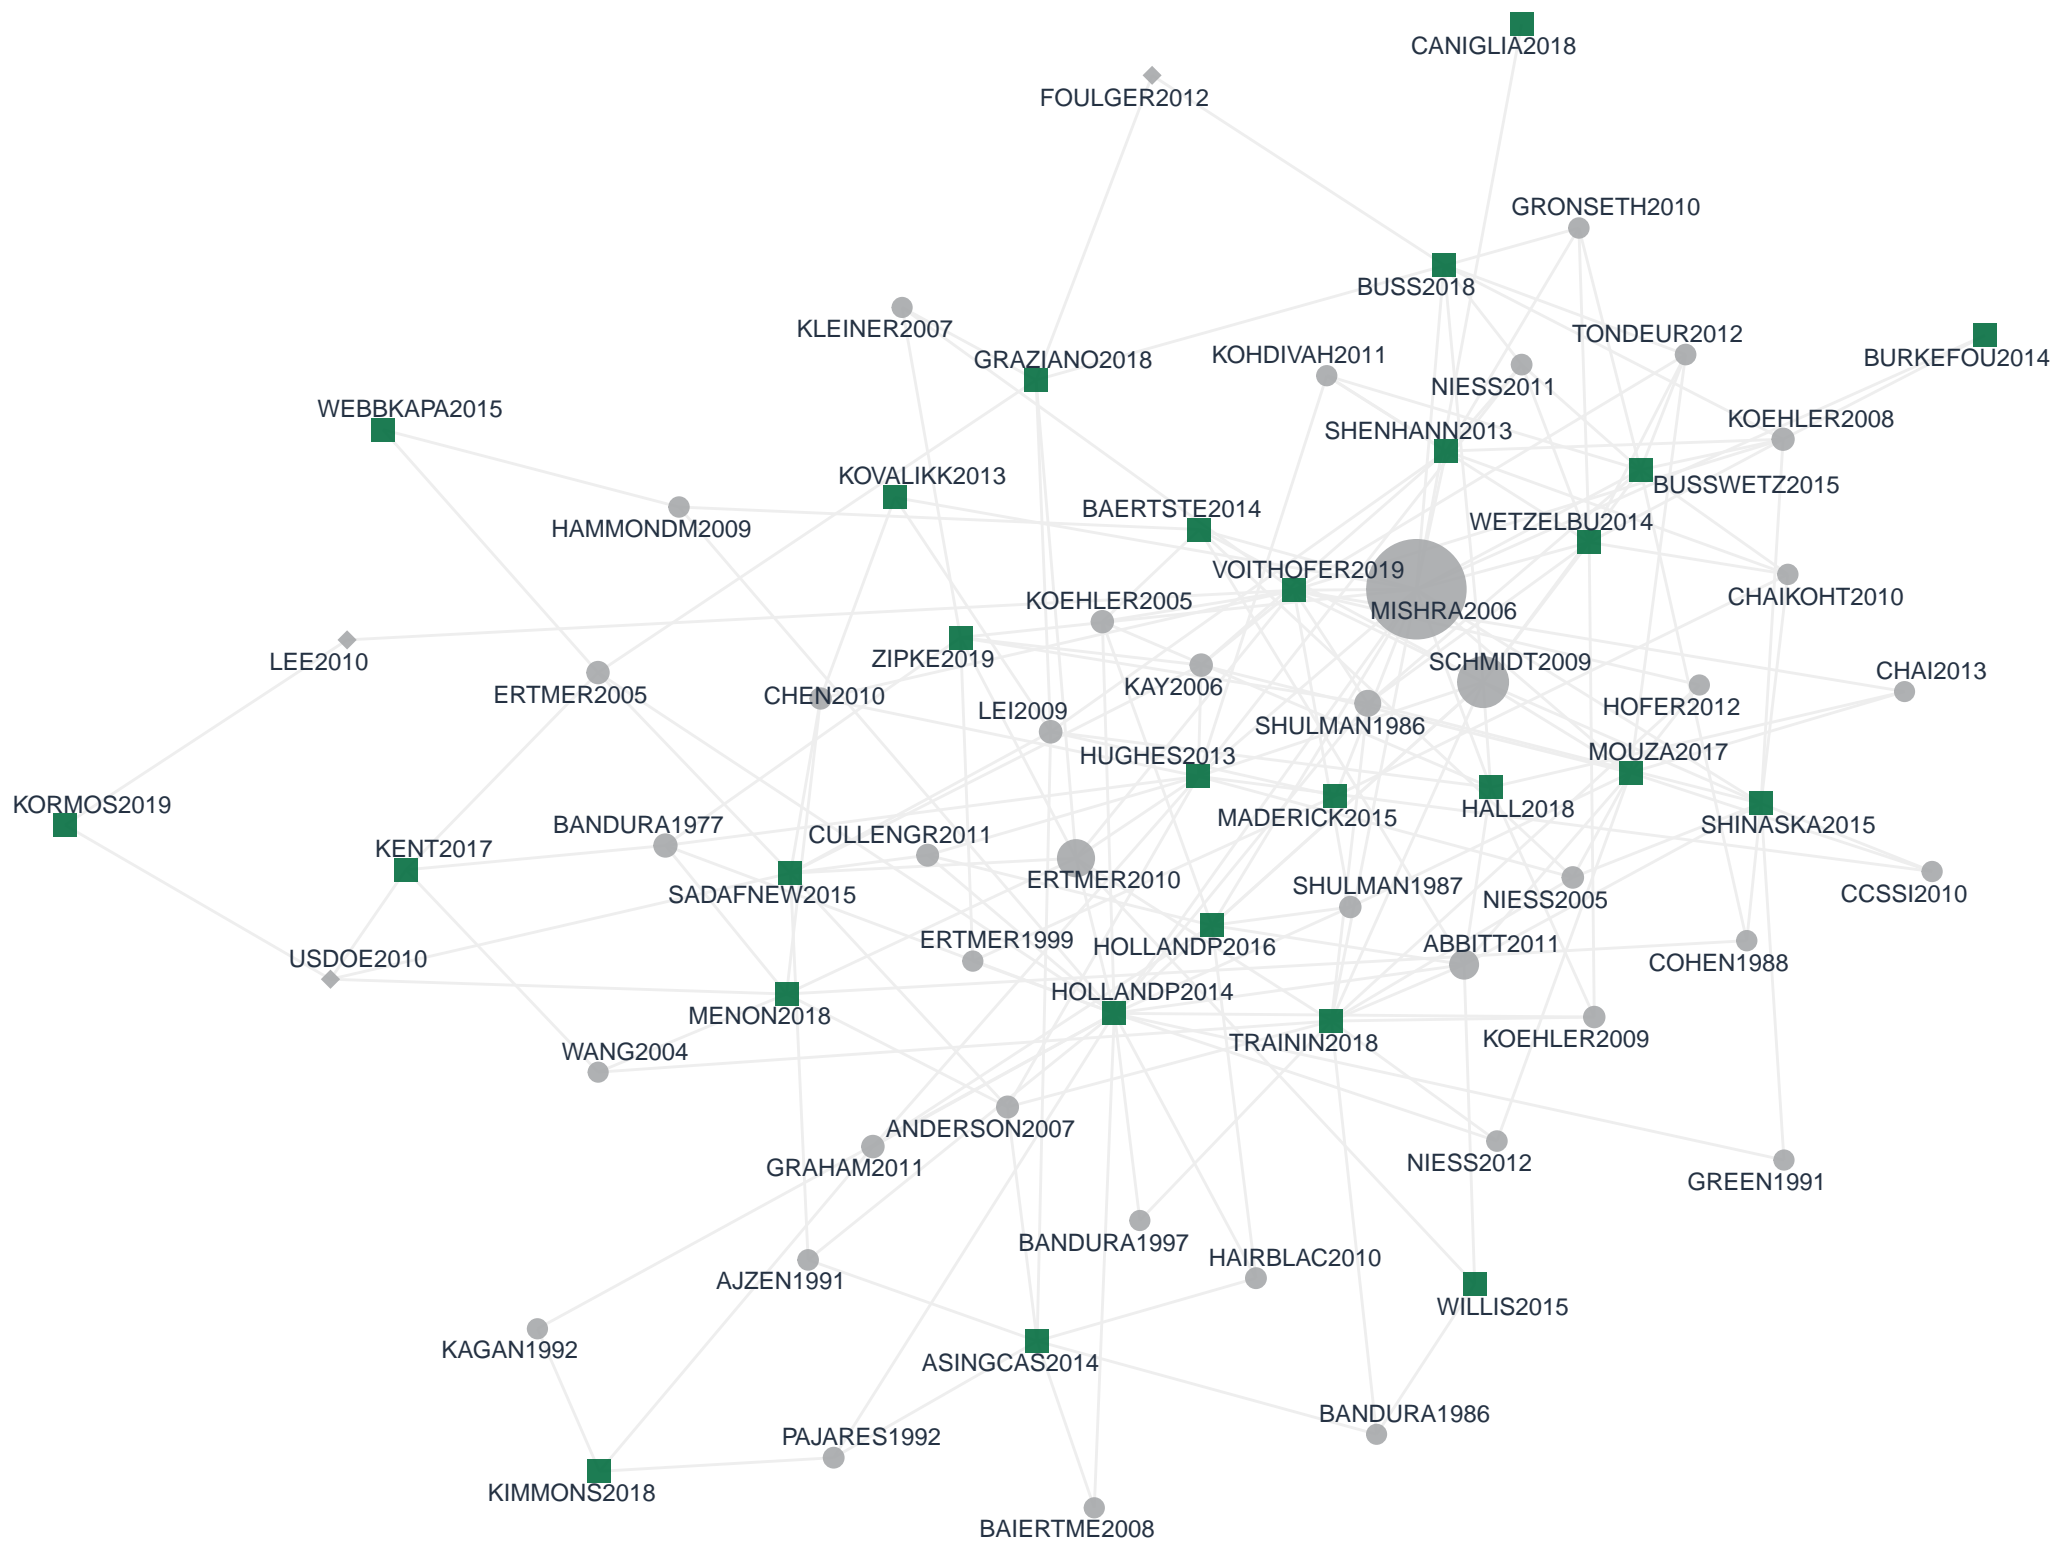 CANIGLIA2018
FOULGER2012
GRONSETH2010
BUSS2018
KLEINER2007
TONDEUR2012
GRAZIANO2018
KOHDIVAH2011
BURKEFOU2014
NIESS2011
WEBBKAPA2015
KOEHLER2008
SHENHANN2013
KOVALIKK2013
BUSSWETZ2015
BAERTSTE2014
WETZELBU2014
HAMMONDM2009
VOITHOFER2019
CHAIKOHT2010
KOEHLER2005
MISHRA2006
LEE2010
ZIPKE2019
SCHMIDT2009
CHAI2013
ERTMER2005
CHEN2010
KAY2006
HOFER2012
LEI2009
SHULMAN1986
HUGHES2013
MOUZA2017
KORMOS2019
HALL2018
MADERICK2015
BANDURA1977
SHINASKA2015
CULLENGR2011
KENT2017
ERTMER2010
SHULMAN1987
SADAFNEW2015
CCSSI2010
NIESS2005
ERTMER1999
HOLLANDP2016
ABBITT2011
USDOE2010
COHEN1988
HOLLANDP2014
MENON2018
TRAININ2018
KOEHLER2009
WANG2004
ANDERSON2007
GRAHAM2011
NIESS2012
GREEN1991
BANDURA1997
HAIRBLAC2010
AJZEN1991
WILLIS2015
KAGAN1992
ASINGCAS2014
BANDURA1986
PAJARES1992
KIMMONS2018
BAIERTME2008